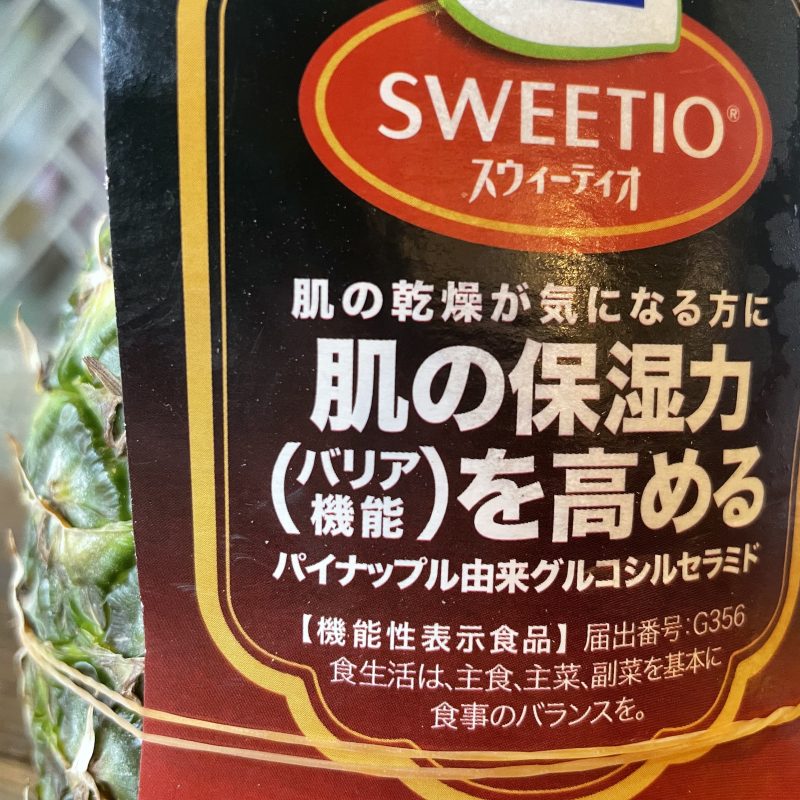 SWEETIO®
スウィーティオ
肌の乾燥が気になる方に
肌の保湿力
(バリア機能)を高める
パイナップル由来グルコシルセラミド
【機能性表示食品】届出番号:G356
食生活は、主食、主菜、副菜を基本に
食事のバランスを。